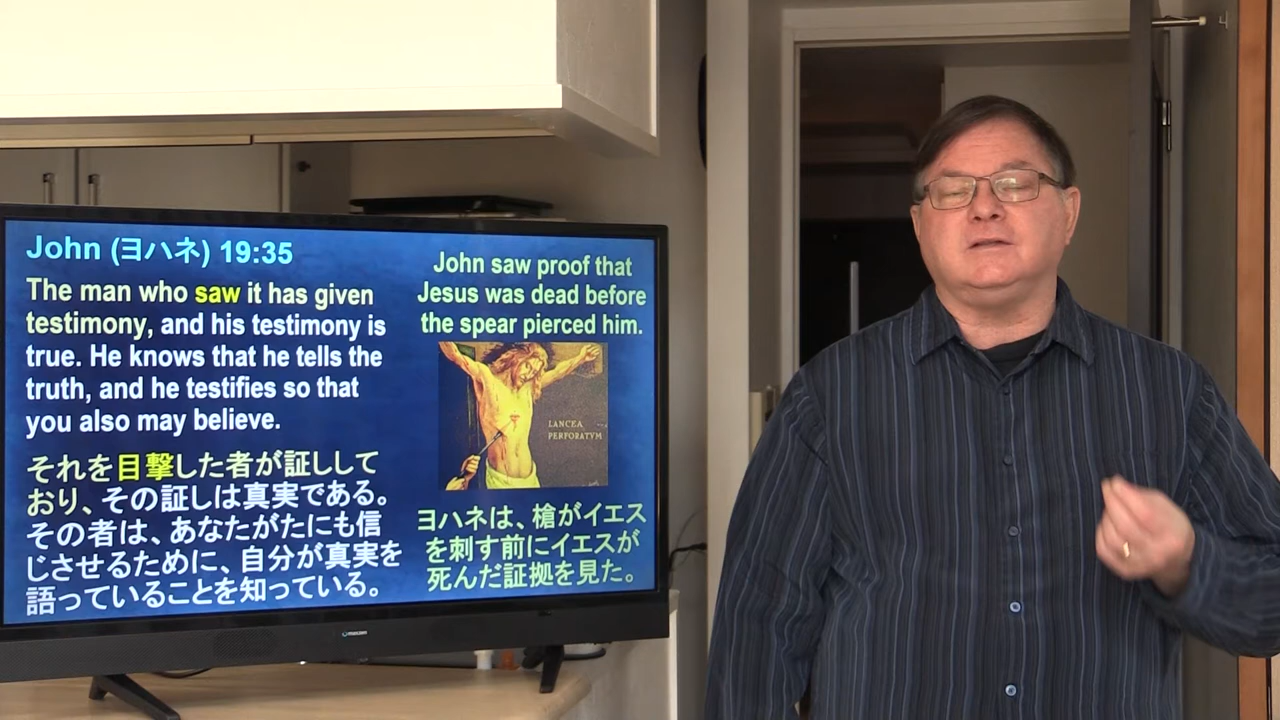 John (ヨハネ) 19:35
The man who saw it has given
testimony, and his testimony is
true. He knows that he tells the
truth, and he testifies so that
you also may believe.
それを目撃した者が証しして
おり、その証しは真実である。
その者は、あなたがたにも信
じさせるために、自分が真実を
語っていることを知っている。
John saw proof that
Jesus was dead before
the spear pierced him.
LANCEA
PERFORATVM
ヨハネは、槍がイエス
を刺す前にイエスが
死んだ証拠を見た。